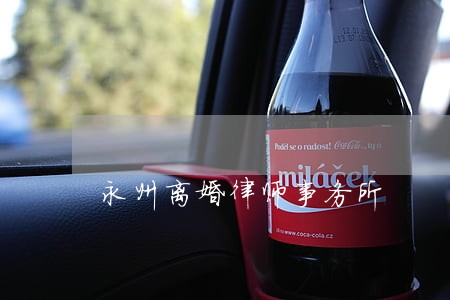 Poděl se o radost! Coca-Cola
miláček
www.coca-cola.cz
永州离婚律师事务所